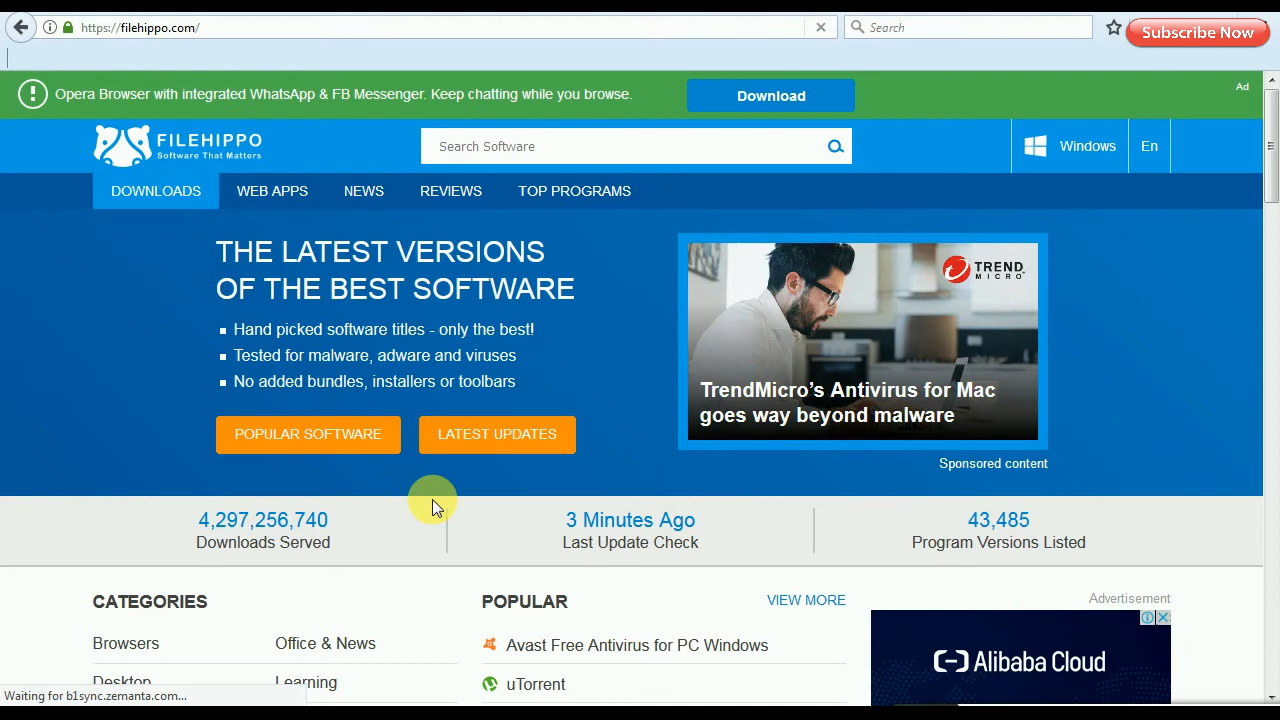 https://filehippo.com/
Search
Subscribe Now
Opera Browser with integrated WhatsApp & FB Messenger. Keep chatting while you browse.
Download
Ad
FILEHIPPO
Software That Matters
Search Software
Windows
En
DOWNLOADS
WEB APPS
NEWS
REVIEWS
TOP PROGRAMS
THE LATEST VERSIONS
OF THE BEST SOFTWARE
Hand picked software titles - only the best!
Tested for malware, adware and viruses
No added bundles, installers or toolbars
POPULAR SOFTWARE
LATEST UPDATES
TREND
MICRO
TrendMicro's Antivirus for Mac
goes way beyond malware
Sponsored content
4,297,256,740
Downloads Served
3 Minutes Ago
Last Update Check
43,485
Program Versions Listed
CATEGORIES
Browsers
Office & News
Desktop
Learning
POPULAR
VIEW MORE
Avast Free Antivirus for PC Windows
uTorrent
Advertisement
Alibaba Cloud
Waiting for b1sync.zemanta.com...